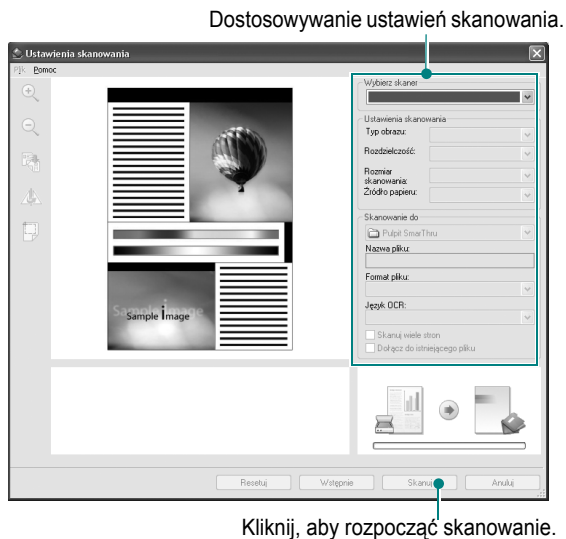 Dostosowywanie ustawień skanowania.
Ustawienia skanowania
Plik Pomoc
Wybierz skaner
Ustawienia skanowania
Typ obrazu:
Rozdzielczość:
Rozmiar
skanowania:
Źródło papieru:
Skanowanie do
Pulpit SmarThru
Nazwa pliku:
Format pliku:
Język OCR:
Skanuj wiele stron
Dołącz do istniejącego pliku
Sample image
Sample image
Resetuj Wstępnie Skanuj Anuluj
Kliknij, aby rozpocząć skanowanie.